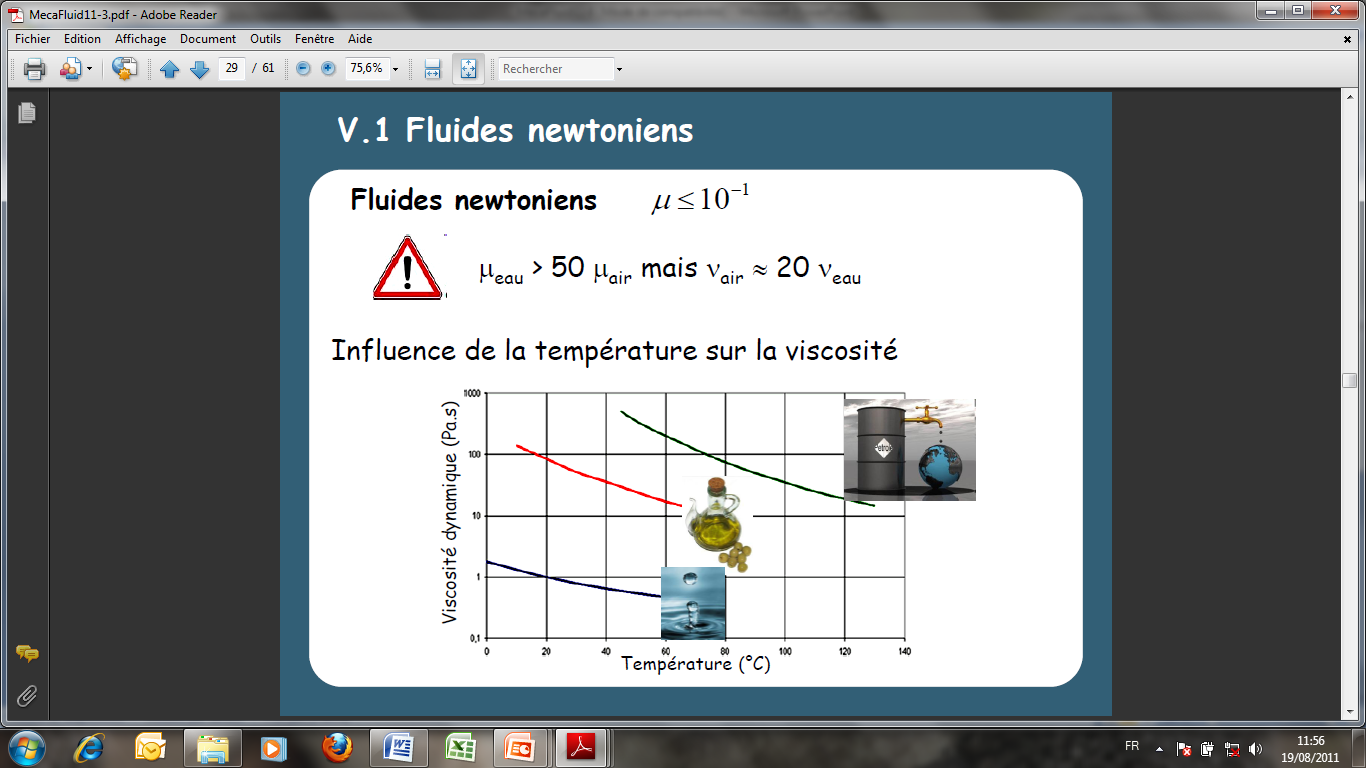 MecaFluid11-3.pdf - Adobe Reader
Fichier Edition Affichage Document Outils Fenêtre Aide
29 / 61 75,6% Rechercher
V.1 Fluides newtoniens
Fluides newtoniens μ ≤ 10⁻¹
μeau > 50 μair mais νair ≈ 20 νeau
Influence de la température sur la viscosité
Viscosité dynamique (Pa.s)
1000
100
10
1
0,1
0 20 40 60 80 100 120 140
Température (°C)
FR 11:56
19/08/2011